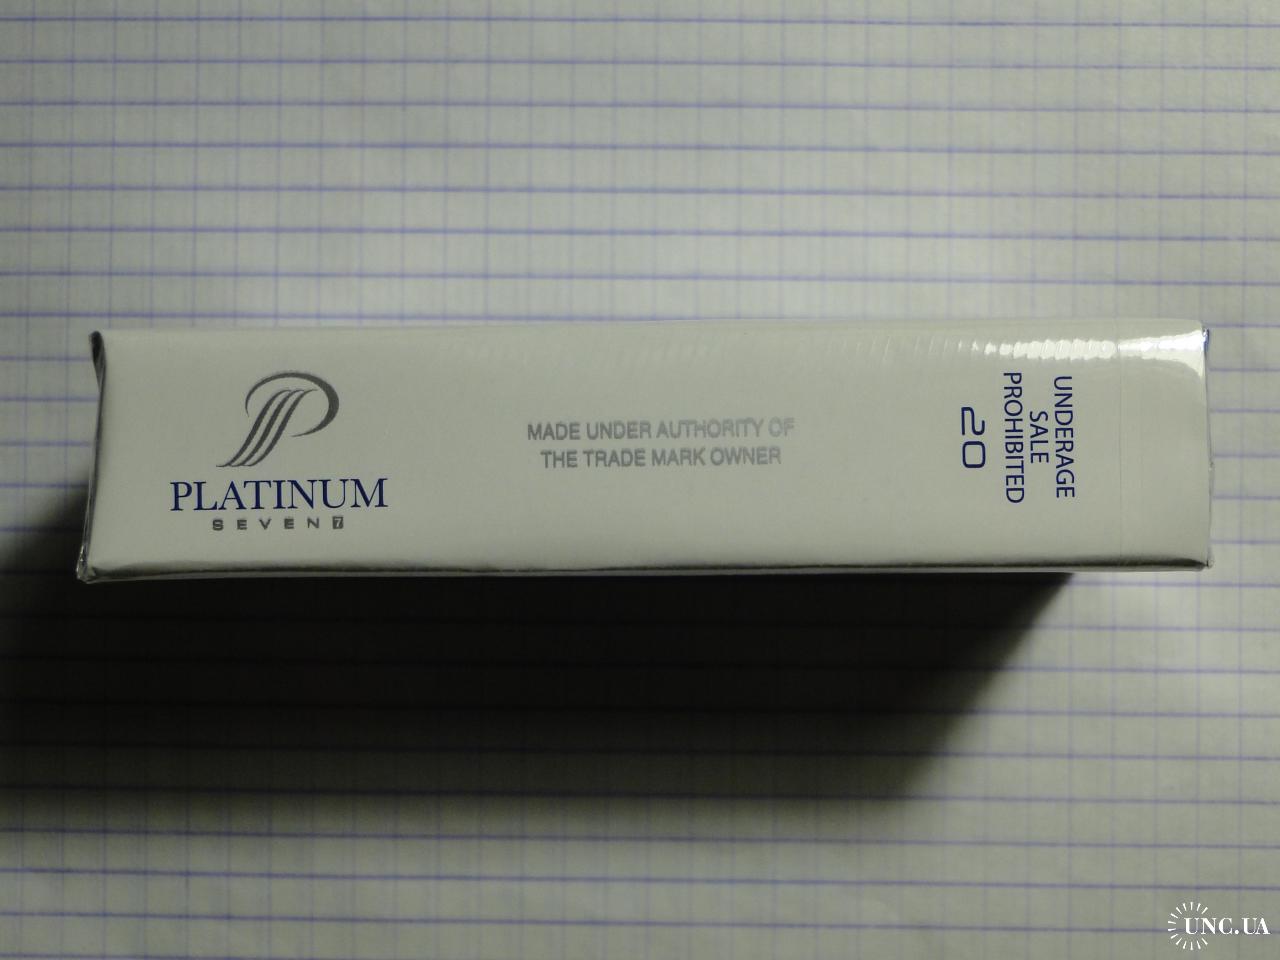 PLATINUM
SEVEN 7
MADE UNDER AUTHORITY OF
THE TRADE MARK OWNER
UNDERAGE
SALE
PROHIBITED
20
UNC.UA